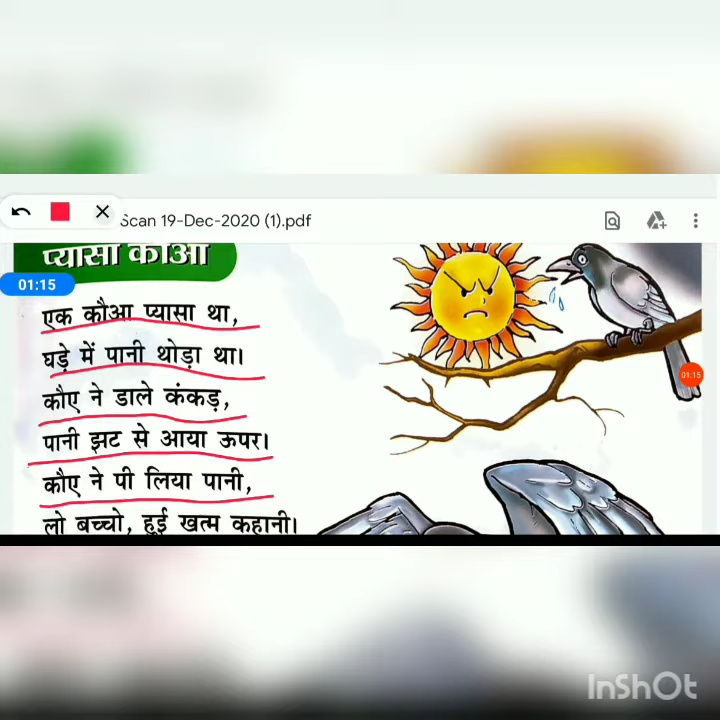 Scan 19-Dec-2020 (1).pdf
प्यासा कौआ
01:15
एक कौआ प्यासा था,
घड़े में पानी थोड़ा था।
01:15
कौए ने डाले कंकड़,
पानी झट से आया ऊपर।
कौए ने पी लिया पानी,
लो बच्चो, हुई खत्म कहानी।
InShOt